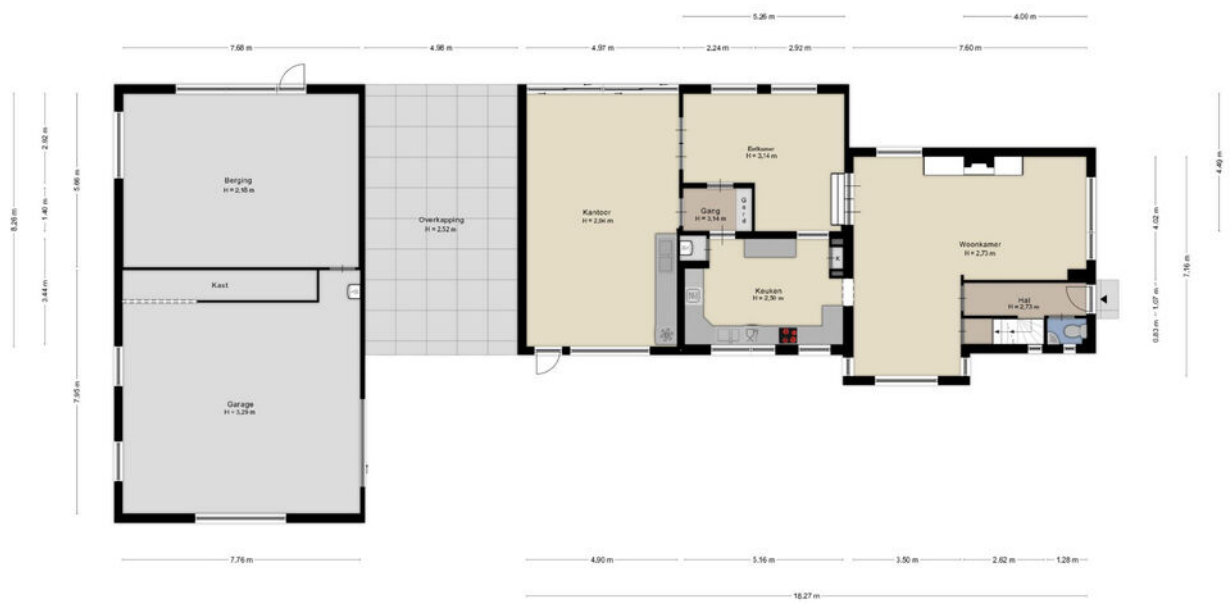 5.26 m
4.00 m
7.68 m
4.98 m
4.97 m
2.24 m
2.92 m
7.60 m
8.26 m
2.92 m
1.40 m
3.44 m
5.66 m
7.95 m
Berging
H = 2,18 m
Overkapping
H = 2,52 m
Kantoor
H = 2,84 m
Eetkamer
H = 3,14 m
Gang
H = 3,14 m
Gard
Keuken
H = 2,50 m
K
Woonkamer
H = 2,73 m
Hal
H = 2,73 m
Kast
Garage
H = 3,29 m
4.02 m
1.07 m
0.83 m
7.16 m
4.49 m
7.76 m
4.90 m
5.16 m
3.50 m
2.62 m
1.28 m
18.27 m